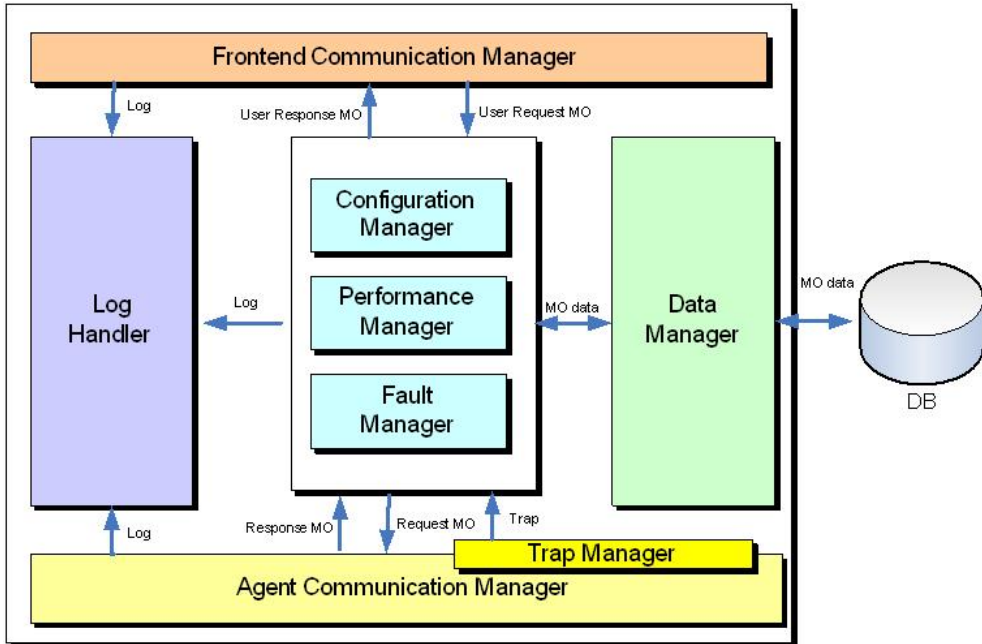 Frontend Communication Manager
Log
User Response MO
User Request MO
Configuration
Manager
Performance
Manager
Fault
Manager
Log
Handler
Log
MO data
Data
Manager
MO data
DB
Log
Response MO
Request MO
Trap
Trap Manager
Agent Communication Manager